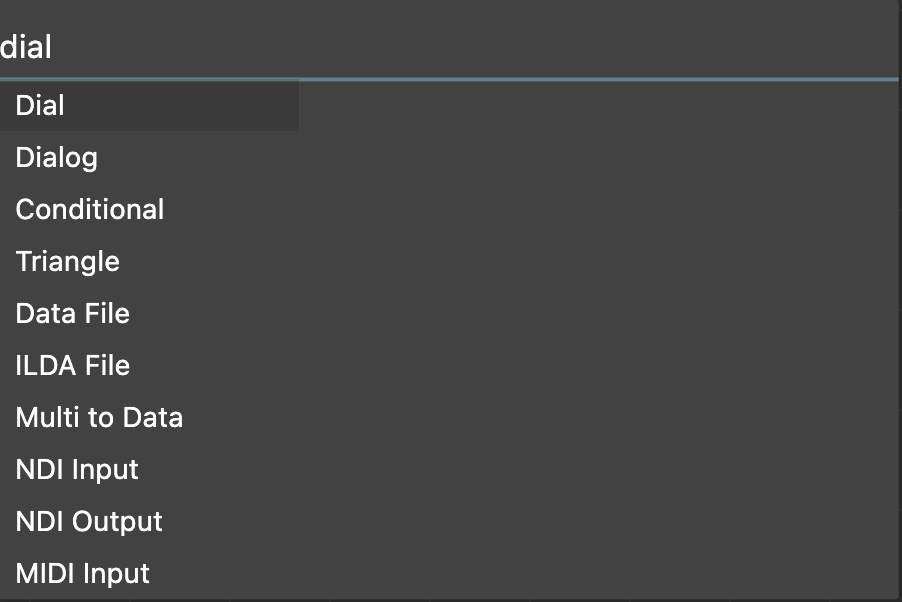 dial
Dial
Dialog
Conditional
Triangle
Data File
ILDA File
Multi to Data
NDI Input
NDI Output
MIDI Input